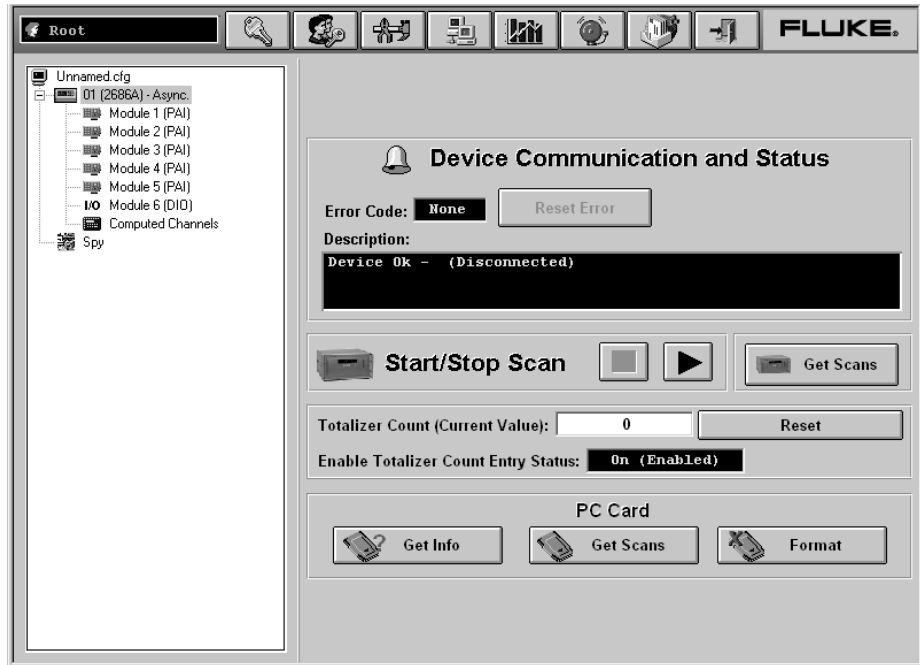 Root
FLUKE®
Unnamed.cfg
01 (2686A) - Async.
Module 1 (PAI)
Module 2 (PAI)
Module 3 (PAI)
Module 4 (PAI)
Module 5 (PAI)
I/O Module 6 (DIO)
Computed Channels
Spy
Device Communication and Status
Error Code: None Reset Error
Description:
Device Ok - (Disconnected)
Start/Stop Scan
Get Scans
Totalizer Count (Current Value): 0 Reset
Enable Totalizer Count Entry Status: On (Enabled)
PC Card
Get Info Get Scans Format